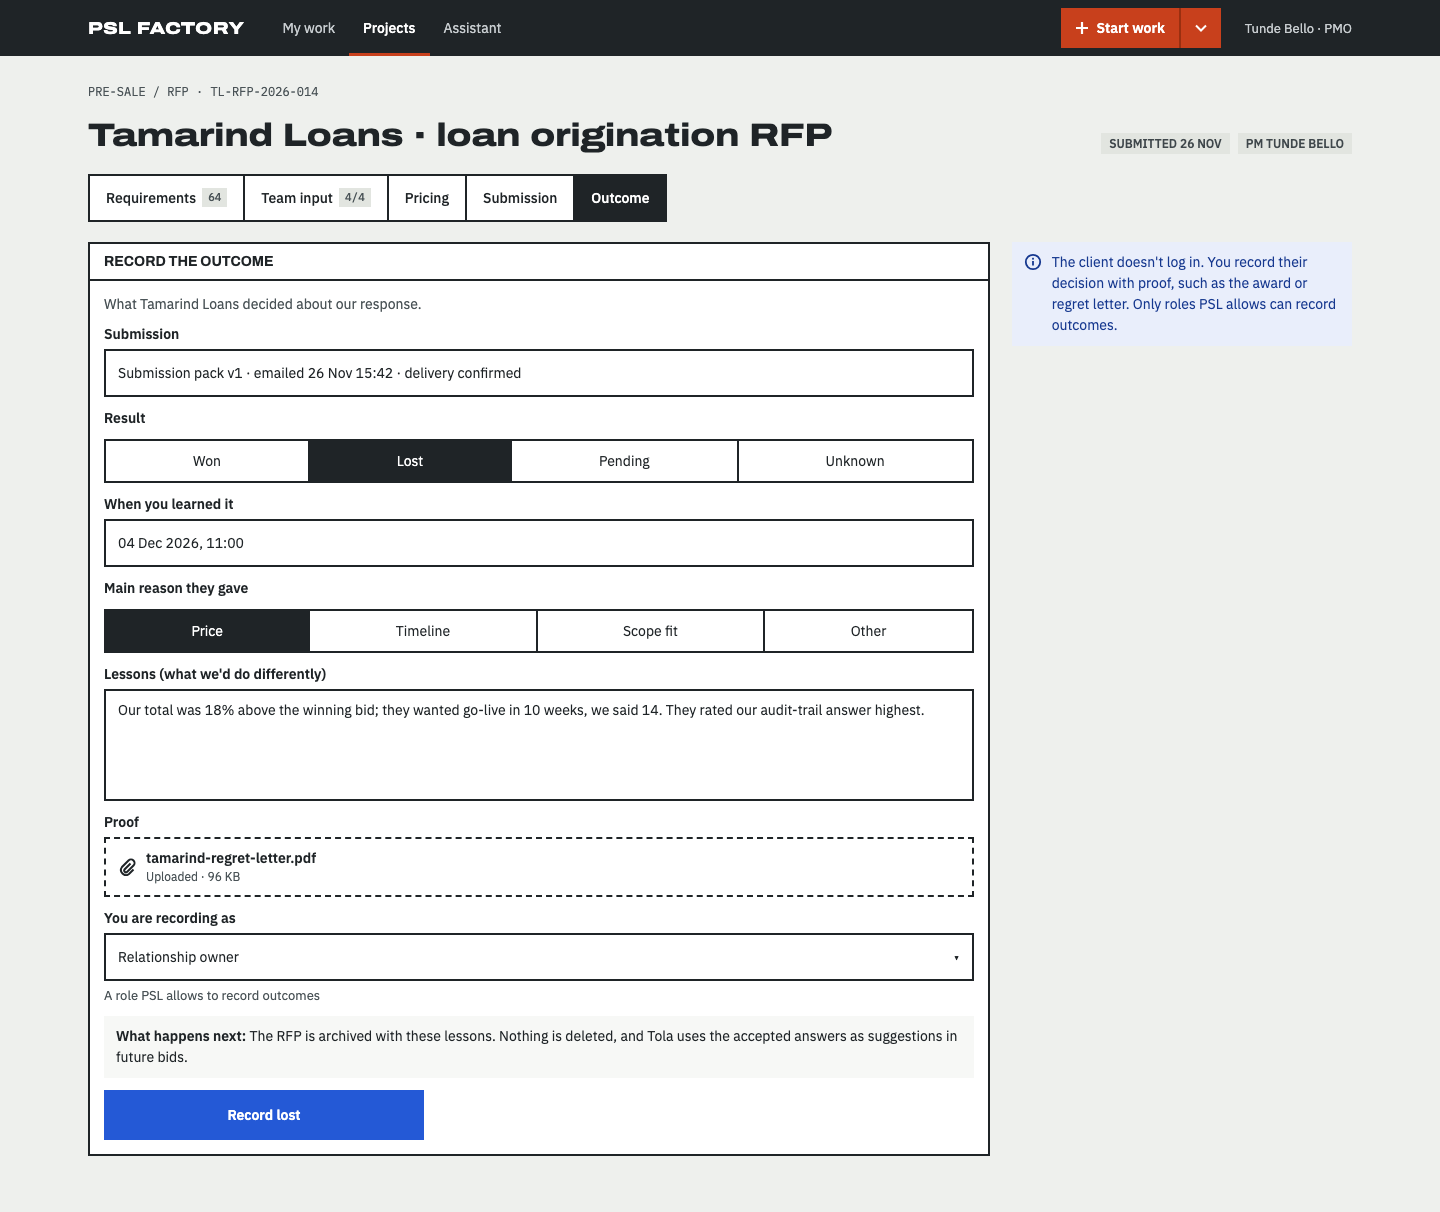 PSL FACTORY
My work
Projects
Assistant
Start work
Tunde Bello · PMO
PRE-SALE / RFP · TL-RFP-2026-014
Tamarind Loans · loan origination RFP
SUBMITTED 26 NOV
PM TUNDE BELLO
Requirements 64
Team input 4/4
Pricing
Submission
Outcome
RECORD THE OUTCOME
What Tamarind Loans decided about our response.
Submission
Submission pack v1 · emailed 26 Nov 15:42 · delivery confirmed
Result
Won
Lost
Pending
Unknown
When you learned it
04 Dec 2026, 11:00
Main reason they gave
Price
Timeline
Scope fit
Other
Lessons (what we'd do differently)
Our total was 18% above the winning bid; they wanted go-live in 10 weeks, we said 14. They rated our audit-trail answer highest.
Proof
tamarind-regret-letter.pdf
Uploaded · 96 KB
You are recording as
Relationship owner
A role PSL allows to record outcomes
What happens next: The RFP is archived with these lessons. Nothing is deleted, and Tola uses the accepted answers as suggestions in
future bids.
Record lost
The client doesn't log in. You record their
decision with proof, such as the award or
regret letter. Only roles PSL allows can record
outcomes.